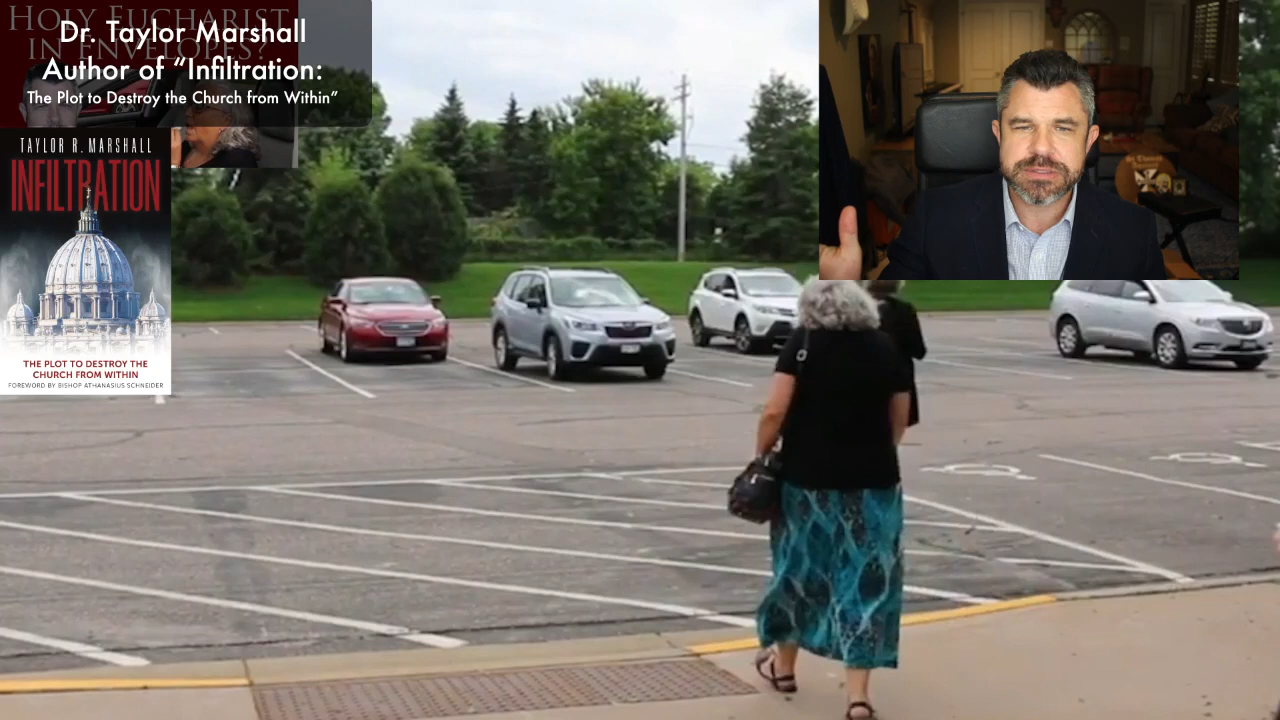 HOLY EUCHARIST
IN ENVELOPES?
Dr. Taylor Marshall
Author of “Infiltration:
The Plot to Destroy the Church from Within”
TAYLOR R. MARSHALL
INFILTRATION
THE PLOT TO DESTROY THE
CHURCH FROM WITHIN
FOREWORD BY BISHOP ATHANASIUS SCHNEIDER